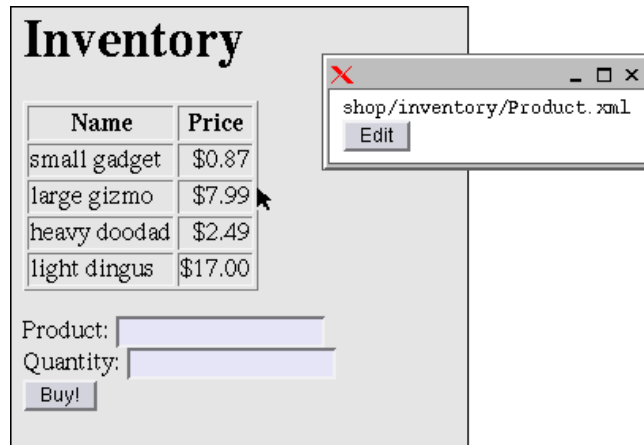 Inventory
Name Price
small gadget $0.87
large gizmo $7.99
heavy doodad $2.49
light dingus $17.00
Product:
Quantity:
Buy!
shop/inventory/Product.xml
Edit